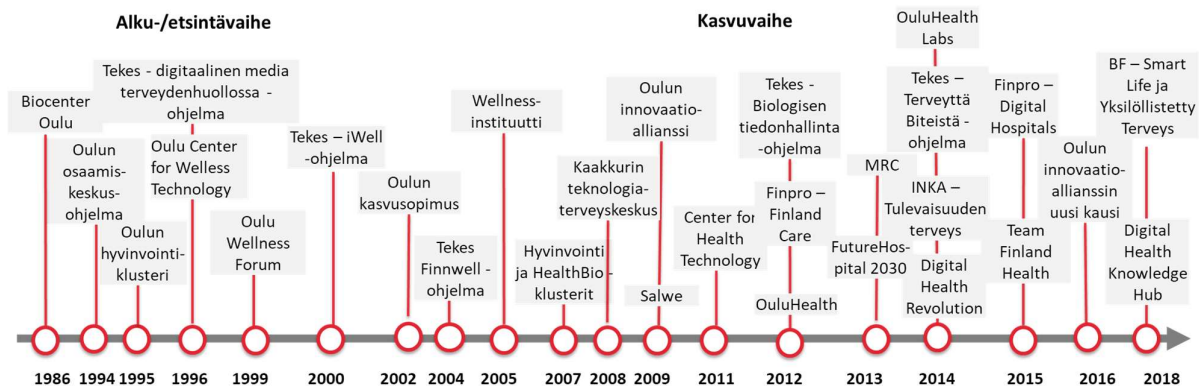 Alku-/etsintävaihe
Kasvuvaihe
Biocenter
Oulu
Oulun
osaamis-
keskus-
ohjelma
Oulun
hyvinvointi-
klusteri
Tekes - digitaalinen media
terveydenhuollossa -
ohjelma
Oulu Center
for Welless
Technology
Oulu
Wellness
Forum
Tekes – iWell
-ohjelma
Oulun
kasvusopimus
Tekes
Finnwell -
ohjelma
Wellness-
instituutti
Hyvinvointi
ja HealthBio -
klusterit
Kaakkurin
teknologia-
terveyskeskus
Oulun
innovaatio-
allianssi
Salwe
Center for
Health
Technology
Tekes -
Biologisen
tiedonhallinta
-ohjelma
Finpro –
Finland
Care
OuluHealth
MRC
FutureHos-
pital 2030
OuluHealth
Labs
Tekes –
Terveyttä
Biteistä -
ohjelma
INKA –
Tulevaisuuden
terveys
Digital
Health
Revolution
Finpro –
Digital
Hospitals
Team
Finland
Health
Oulun
innovaatio-
allianssin
uusi kausi
BF – Smart
Life ja
Yksilöllistetty
Terveys
Digital
Health
Knowledge
Hub
1986 1994 1995 1996 1999 2000 2002 2004 2005 2007 2008 2009 2011 2012 2013 2014 2015 2016 2018